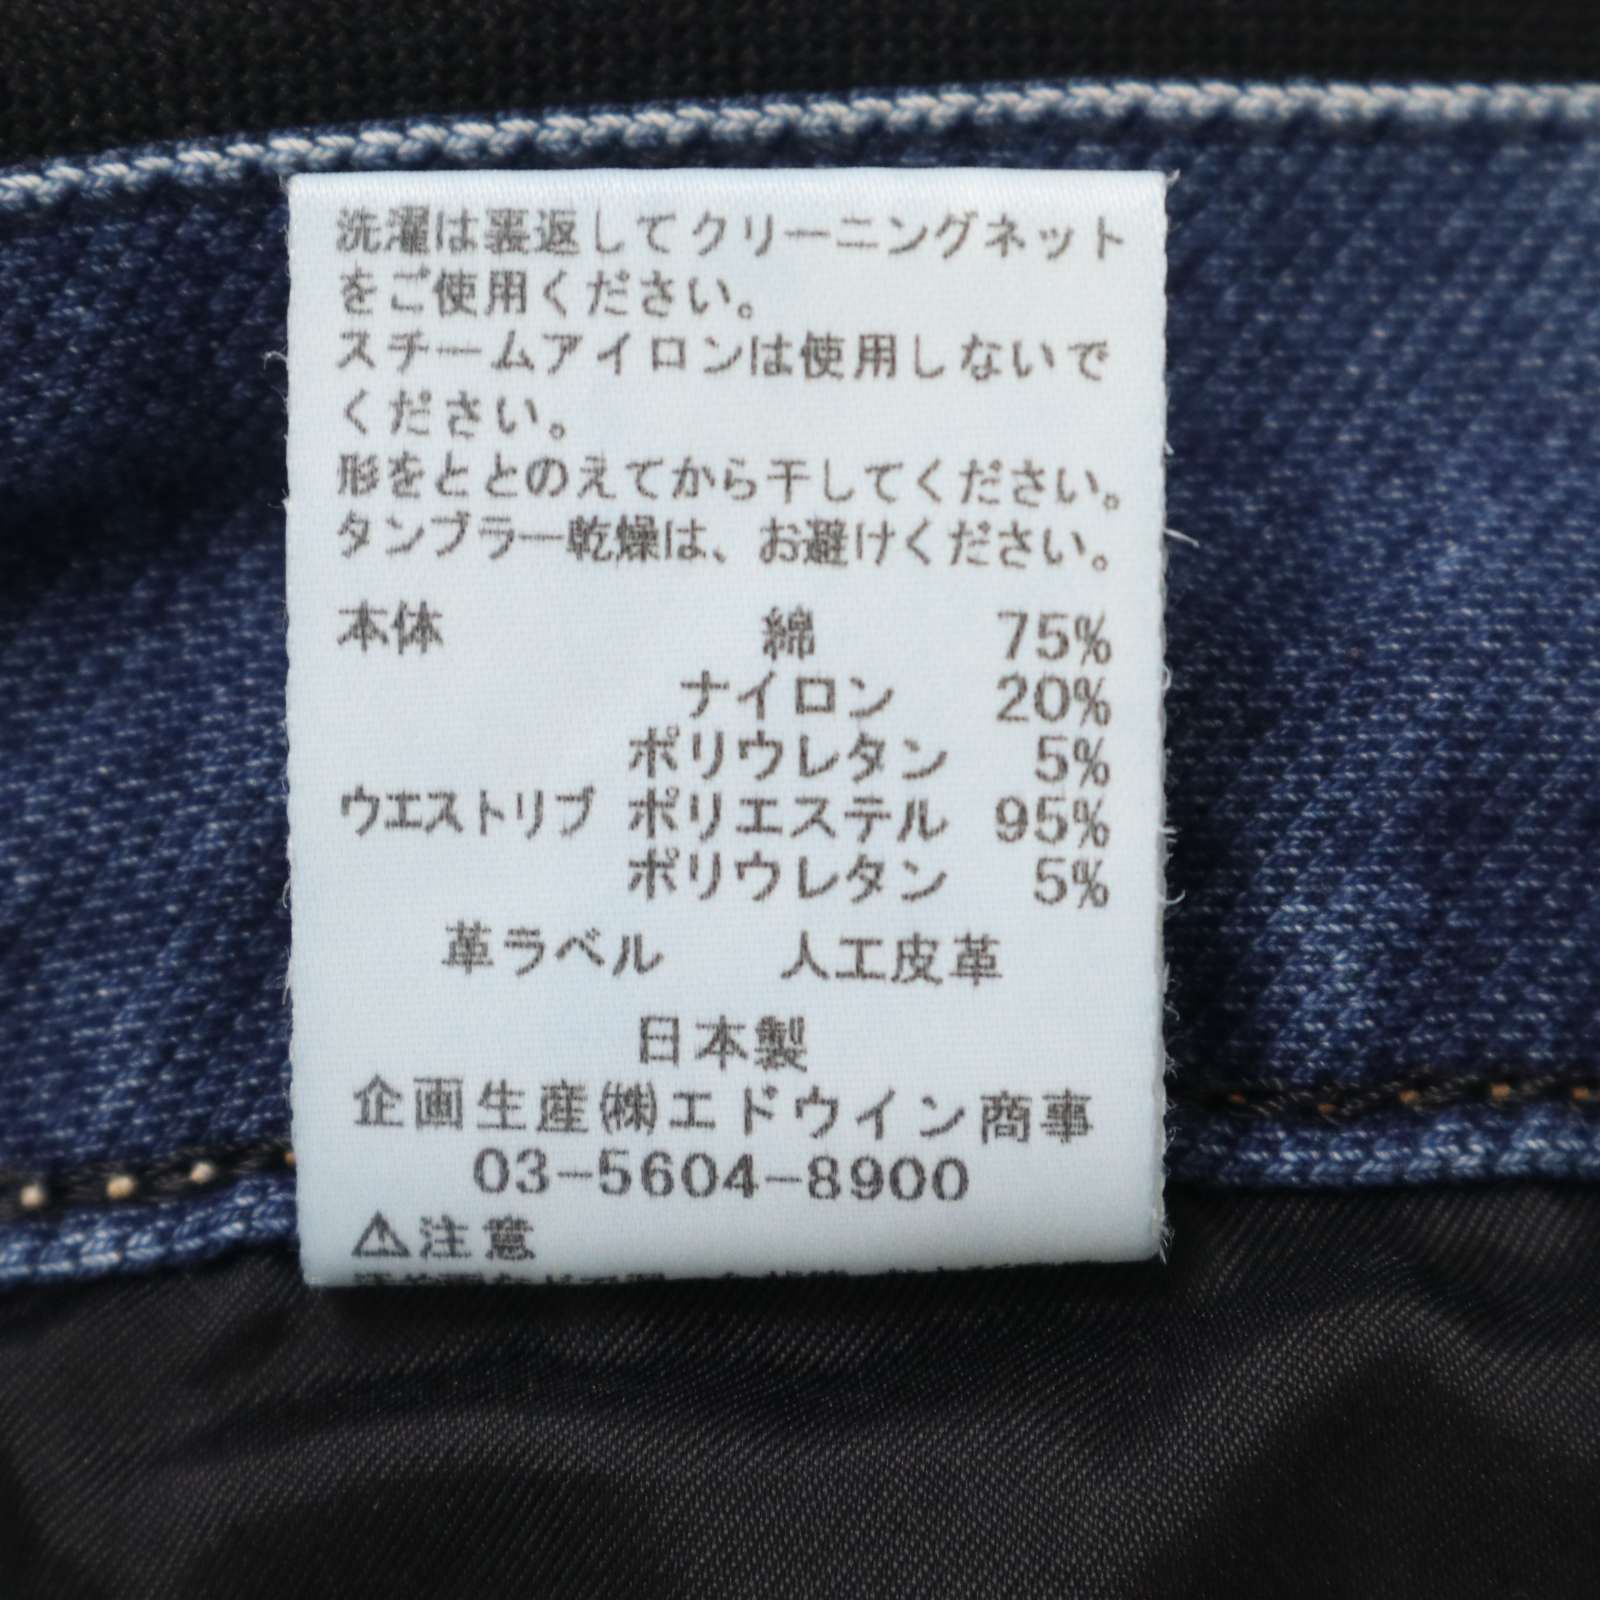 洗濯は裏返してクリーニングネット
をご使用ください。
スチームアイロンは使用しないで
ください。
形をととのえてから干してください。
タンブラー乾燥は、お避けください。
本体 綿 75%
ナイロン 20%
ポリウレタン 5%
ウエストリブ ポリエステル 95%
ポリウレタン 5%
革ラベル 人工皮革
日本製
企画生産㈱エドウイン商事
03-5604-8900
⚠注意